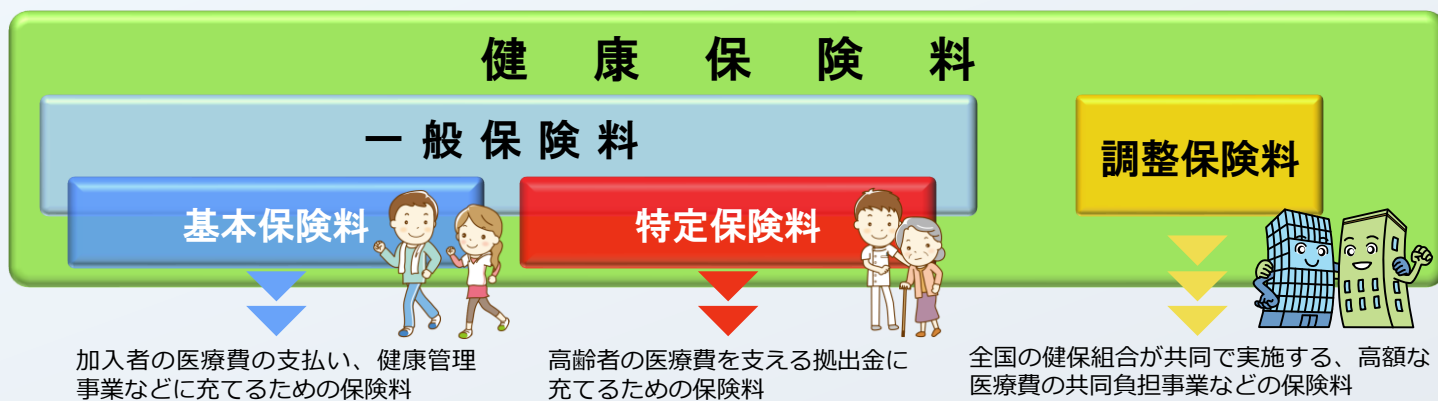 健康保険料
一般保険料
調整保険料
基本保険料
特定保険料
加入者の医療費の支払い、健康管理
事業などに充てるための保険料
高齢者の医療費を支える拠出金に
充てるための保険料
全国の健保組合が共同で実施する、高額な
医療費の共同負担事業などの保険料